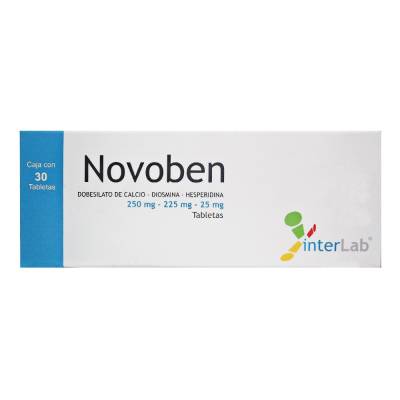 Caja con
30
Tabletas
Novoben
DOBESILATO DE CALCIO - DIOSMINA - HESPERIDINA
250 mg - 225 mg - 25 mg
Tabletas
interLab®